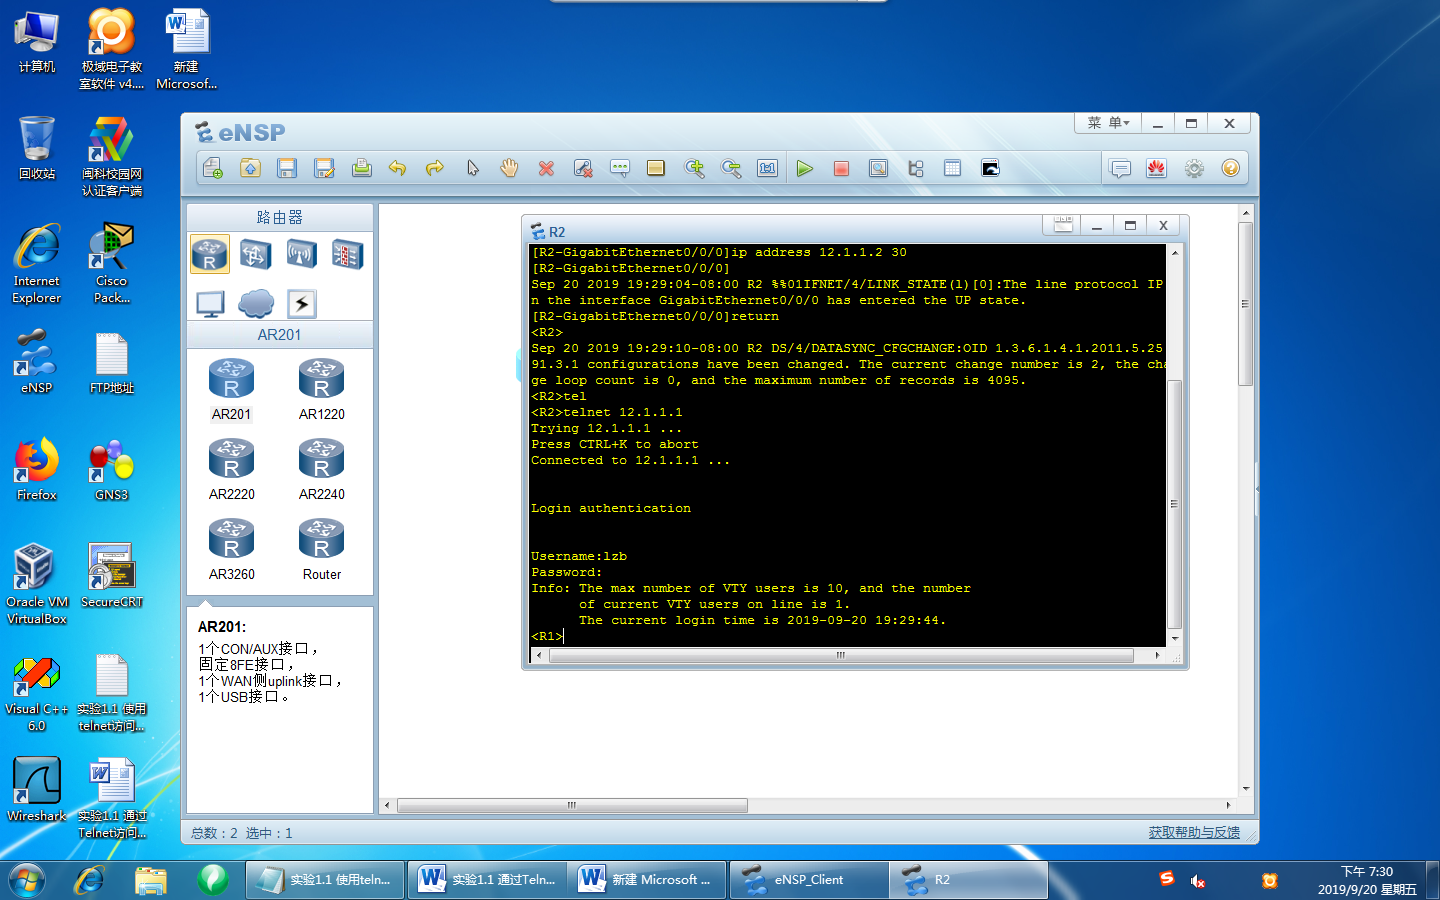 计算机
极域电子教
室软件 v4....
新建
Microsof...
回收站
闽科校园网
认证客户端
Internet
Explorer
Cisco
Pack...
eNSP
FTP地址
Firefox
GNS3
Oracle VM
VirtualBox
SecureCRT
Visual C++
6.0
实验1.1 使用
telnet访问...
Wireshark
实验1.1 通过
Telnet访问...
eNSP
菜 单
路由器
AR201
AR201
AR1220
AR2220
AR2240
AR3260
Router
AR201:
1个CON/AUX接口，
固定8FE接口，
1个WAN侧uplink接口，
1个USB接口。
R2
[R2-GigabitEthernet0/0/0]ip address 12.1.1.2 30
[R2-GigabitEthernet0/0/0]
Sep 20 2019 19:29:04-08:00 R2 %%01IFNET/4/LINK_STATE(l)[0]:The line protocol IP
n the interface GigabitEthernet0/0/0 has entered the UP state.
[R2-GigabitEthernet0/0/0]return
<R2>
Sep 20 2019 19:29:10-08:00 R2 DS/4/DATASYNC_CFGCHANGE:OID 1.3.6.1.4.1.2011.5.25
91.3.1 configurations have been changed. The current change number is 2, the cha
ge loop count is 0, and the maximum number of records is 4095.
<R2>tel
<R2>telnet 12.1.1.1
Trying 12.1.1.1 ...
Press CTRL+K to abort
Connected to 12.1.1.1 ...
Login authentication
Username:lzb
Password:
Info: The max number of VTY users is 10, and the number
of current VTY users on line is 1.
The current login time is 2019-09-20 19:29:44.
<R1>
总数：2 选中：1
获取帮助与反馈
实验1.1 使用teln...
实验1.1 通过Teln...
新建 Microsoft ...
eNSP_Client
R2
下午 7:30
2019/9/20 星期五